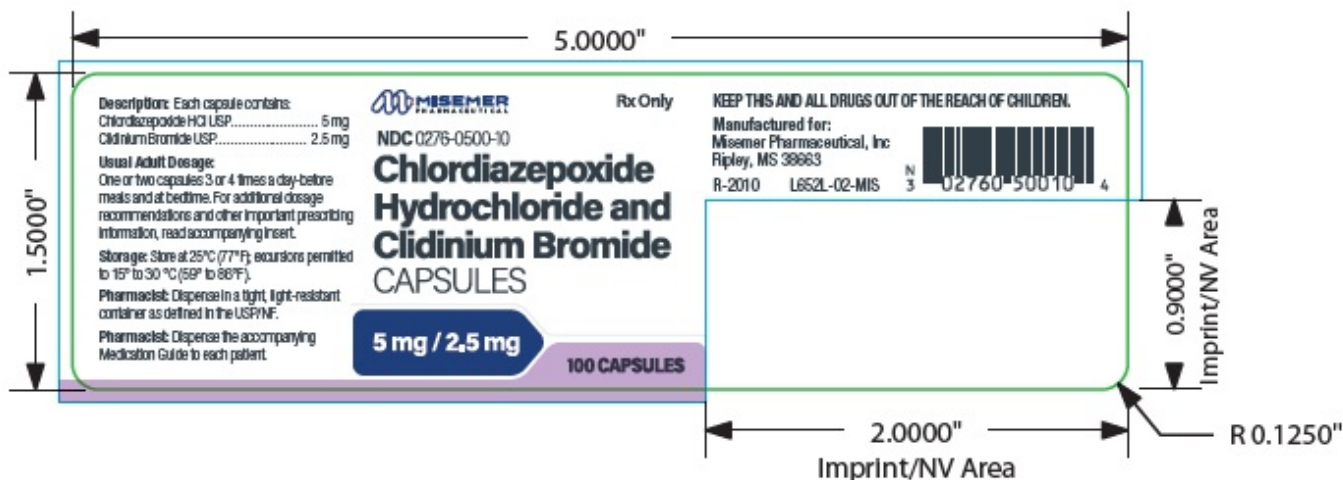 5.0000"
1.5000"
Description: Each capsule contains:
Chlordiazepoxide HCl USP.......................... 5 mg
Clidinium Bromide USP........................... 2.5 mg
Usual Adult Dosage:
One or two capsules 3 or 4 times a day-before
meals and at bedtime. For additional dosage
recommendations and other important prescribing
information, read accompanying insert.
Storage: Store at 25°C (77°F); excursions permitted
to 15° to 30 °C (59° to 86°F).
Pharmacist: Dispense in a tight, light-resistant
container as defined in the USP/NF.
Pharmacist: Dispense the accompanying
Medication Guide to each patient.
MISEMER
PHARMACEUTICAL
Rx Only
NDC 0276-0500-10
Chlordiazepoxide
Hydrochloride and
Clidinium Bromide
CAPSULES
5 mg / 2.5 mg
100 CAPSULES
KEEP THIS AND ALL DRUGS OUT OF THE REACH OF CHILDREN.
Manufactured for:
Misemer Pharmaceutical, Inc
Ripley, MS 38663
R-2010 L652L-02-MIS
N
3 02760 50010 4
0.9000"
Imprint/NV Area
2.0000"
Imprint/NV Area
R 0.1250"